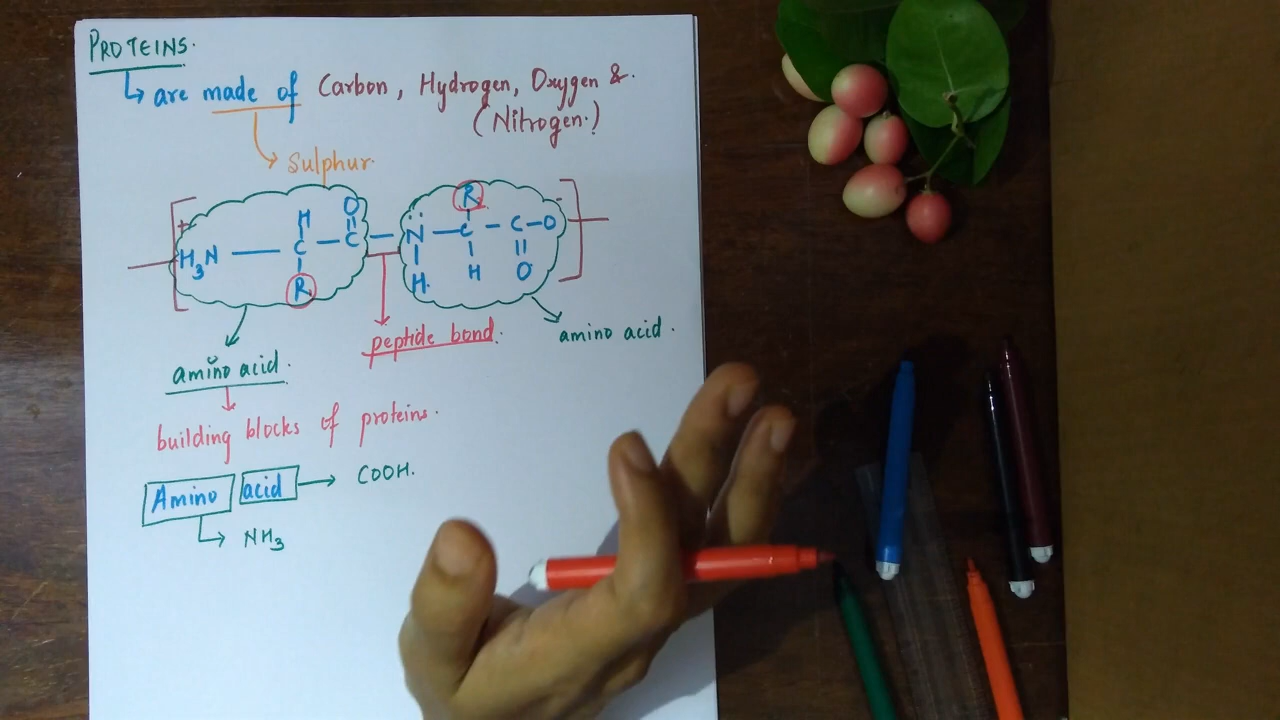 PROTEINS.
are made of Carbon, Hydrogen, Oxygen &.
(Nitrogen.)
Sulphur.
H O R
+ -
H3N — C — C — N — C — C – O
R H H O
peptide bond.
amino acid.
amino acid.
building blocks of proteins.
Amino acid → COOH.
NH3